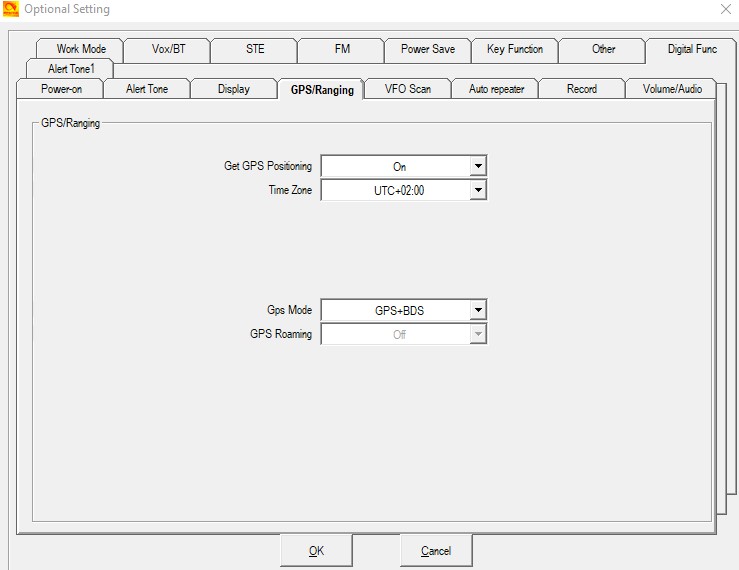 Optional Setting
Work Mode Vox/BT STE FM Power Save Key Function Other Digital Func
Alert Tone1
Power-on Alert Tone Display GPS/Ranging VFO Scan Auto repeater Record Volume/Audio
GPS/Ranging
Get GPS Positioning On
Time Zone UTC+02:00
Gps Mode GPS+BDS
GPS Roaming Off
OK Cancel